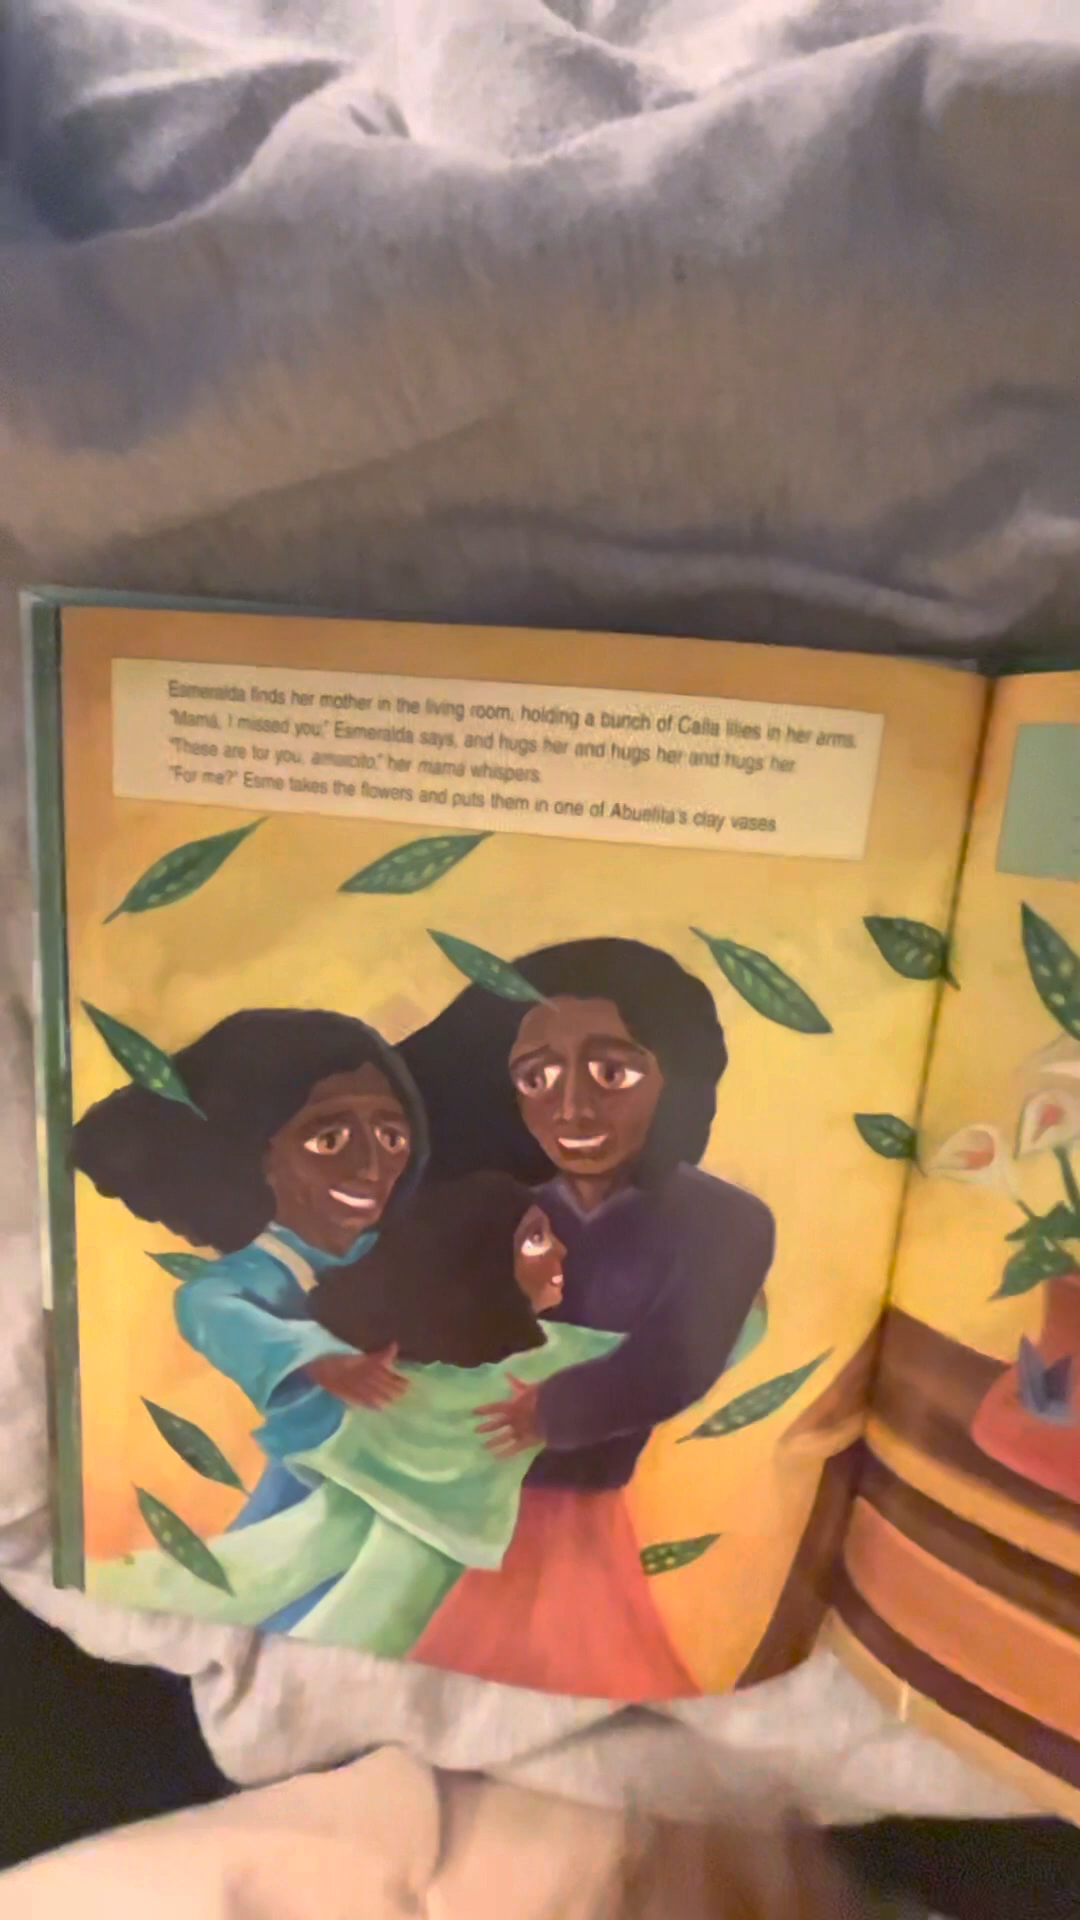 Esmeralda finds her mother in the living room, holding a bunch of Calla lilies in her arms.
"Mamá, I missed you," Esmeralda says, and hugs her and hugs her and hugs her.
"These are for you, amorcito," her mamá whispers.
"For me?" Esme takes the flowers and puts them in one of Abuelita's clay vases.